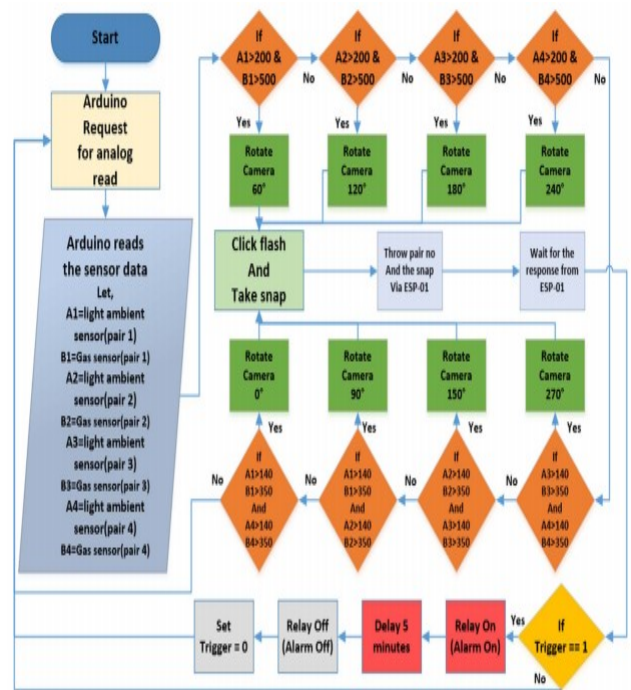 Start
Arduino
Request
for analog
read
Arduino reads
the sensor data
Let,
A1=light ambient
sensor(pair 1)
B1=Gas sensor(pair 1)
A2=light ambient
sensor(pair 2)
B2=Gas sensor(pair 2)
A3=light ambient
sensor(pair 3)
B3=Gas sensor(pair 3)
A4=light ambient
sensor(pair 4)
B4=Gas sensor(pair 4)
If
A1>200 &
B1>500
No
If
A2>200 &
B2>500
No
If
A3>200 &
B3>500
No
If
A4>200 &
B4>500
No
Yes
Yes
Yes
Yes
Rotate
Camera
60°
Rotate
Camera
120°
Rotate
Camera
180°
Rotate
Camera
240°
Click flash
And
Take snap
Throw pair no
And the snap
Via ESP-01
Wait for the
response from
ESP-01
Rotate
Camera
0°
Rotate
Camera
90°
Rotate
Camera
150°
Rotate
Camera
270°
Yes
Yes
Yes
Yes
No
If
A1>140
B1>350
And
A4>140
B4>350
No
If
A1>140
B1>350
And
A2>140
B2>350
No
If
A2>140
B2>350
And
A3>140
B3>350
No
If
A3>140
B3>350
And
A4>140
B4>350
Set
Trigger = 0
Relay Off
(Alarm Off)
Delay 5
minutes
Relay On
(Alarm On)
Yes
If
Trigger == 1
No